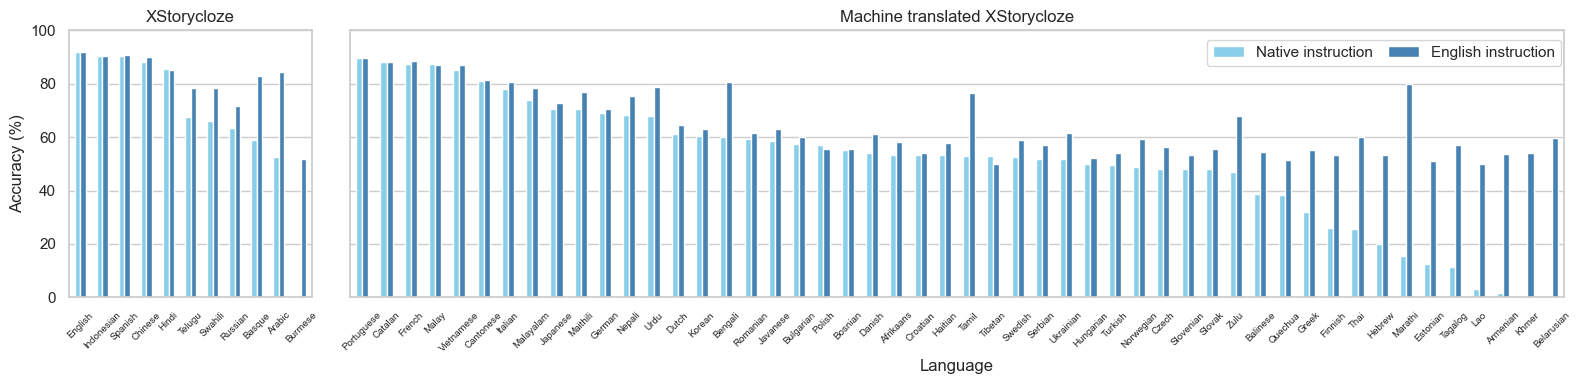 XStorycloze
Machine translated XStorycloze
Native instruction
English instruction
Accuracy (%)
100
80
60
40
20
0
English
Indonesian
Spanish
Chinese
Hindi
Telugu
Swahili
Russian
Basque
Arabic
Burmese
Portuguese
Catalan
French
Malay
Vietnamese
Cantonese
Italian
Malayalam
Japanese
Maithili
German
Nepali
Urdu
Dutch
Korean
Bengali
Romanian
Javanese
Bulgarian
Polish
Bosnian
Danish
Afrikaans
Croatian
Haitian
Tamil
Tibetan
Swedish
Serbian
Ukrainian
Hungarian
Turkish
Norwegian
Czech
Slovenian
Slovak
Zulu
Balinese
Quechua
Greek
Finnish
Thai
Hebrew
Marathi
Estonian
Tagalog
Lao
Armenian
Khmer
Belarusian
Language